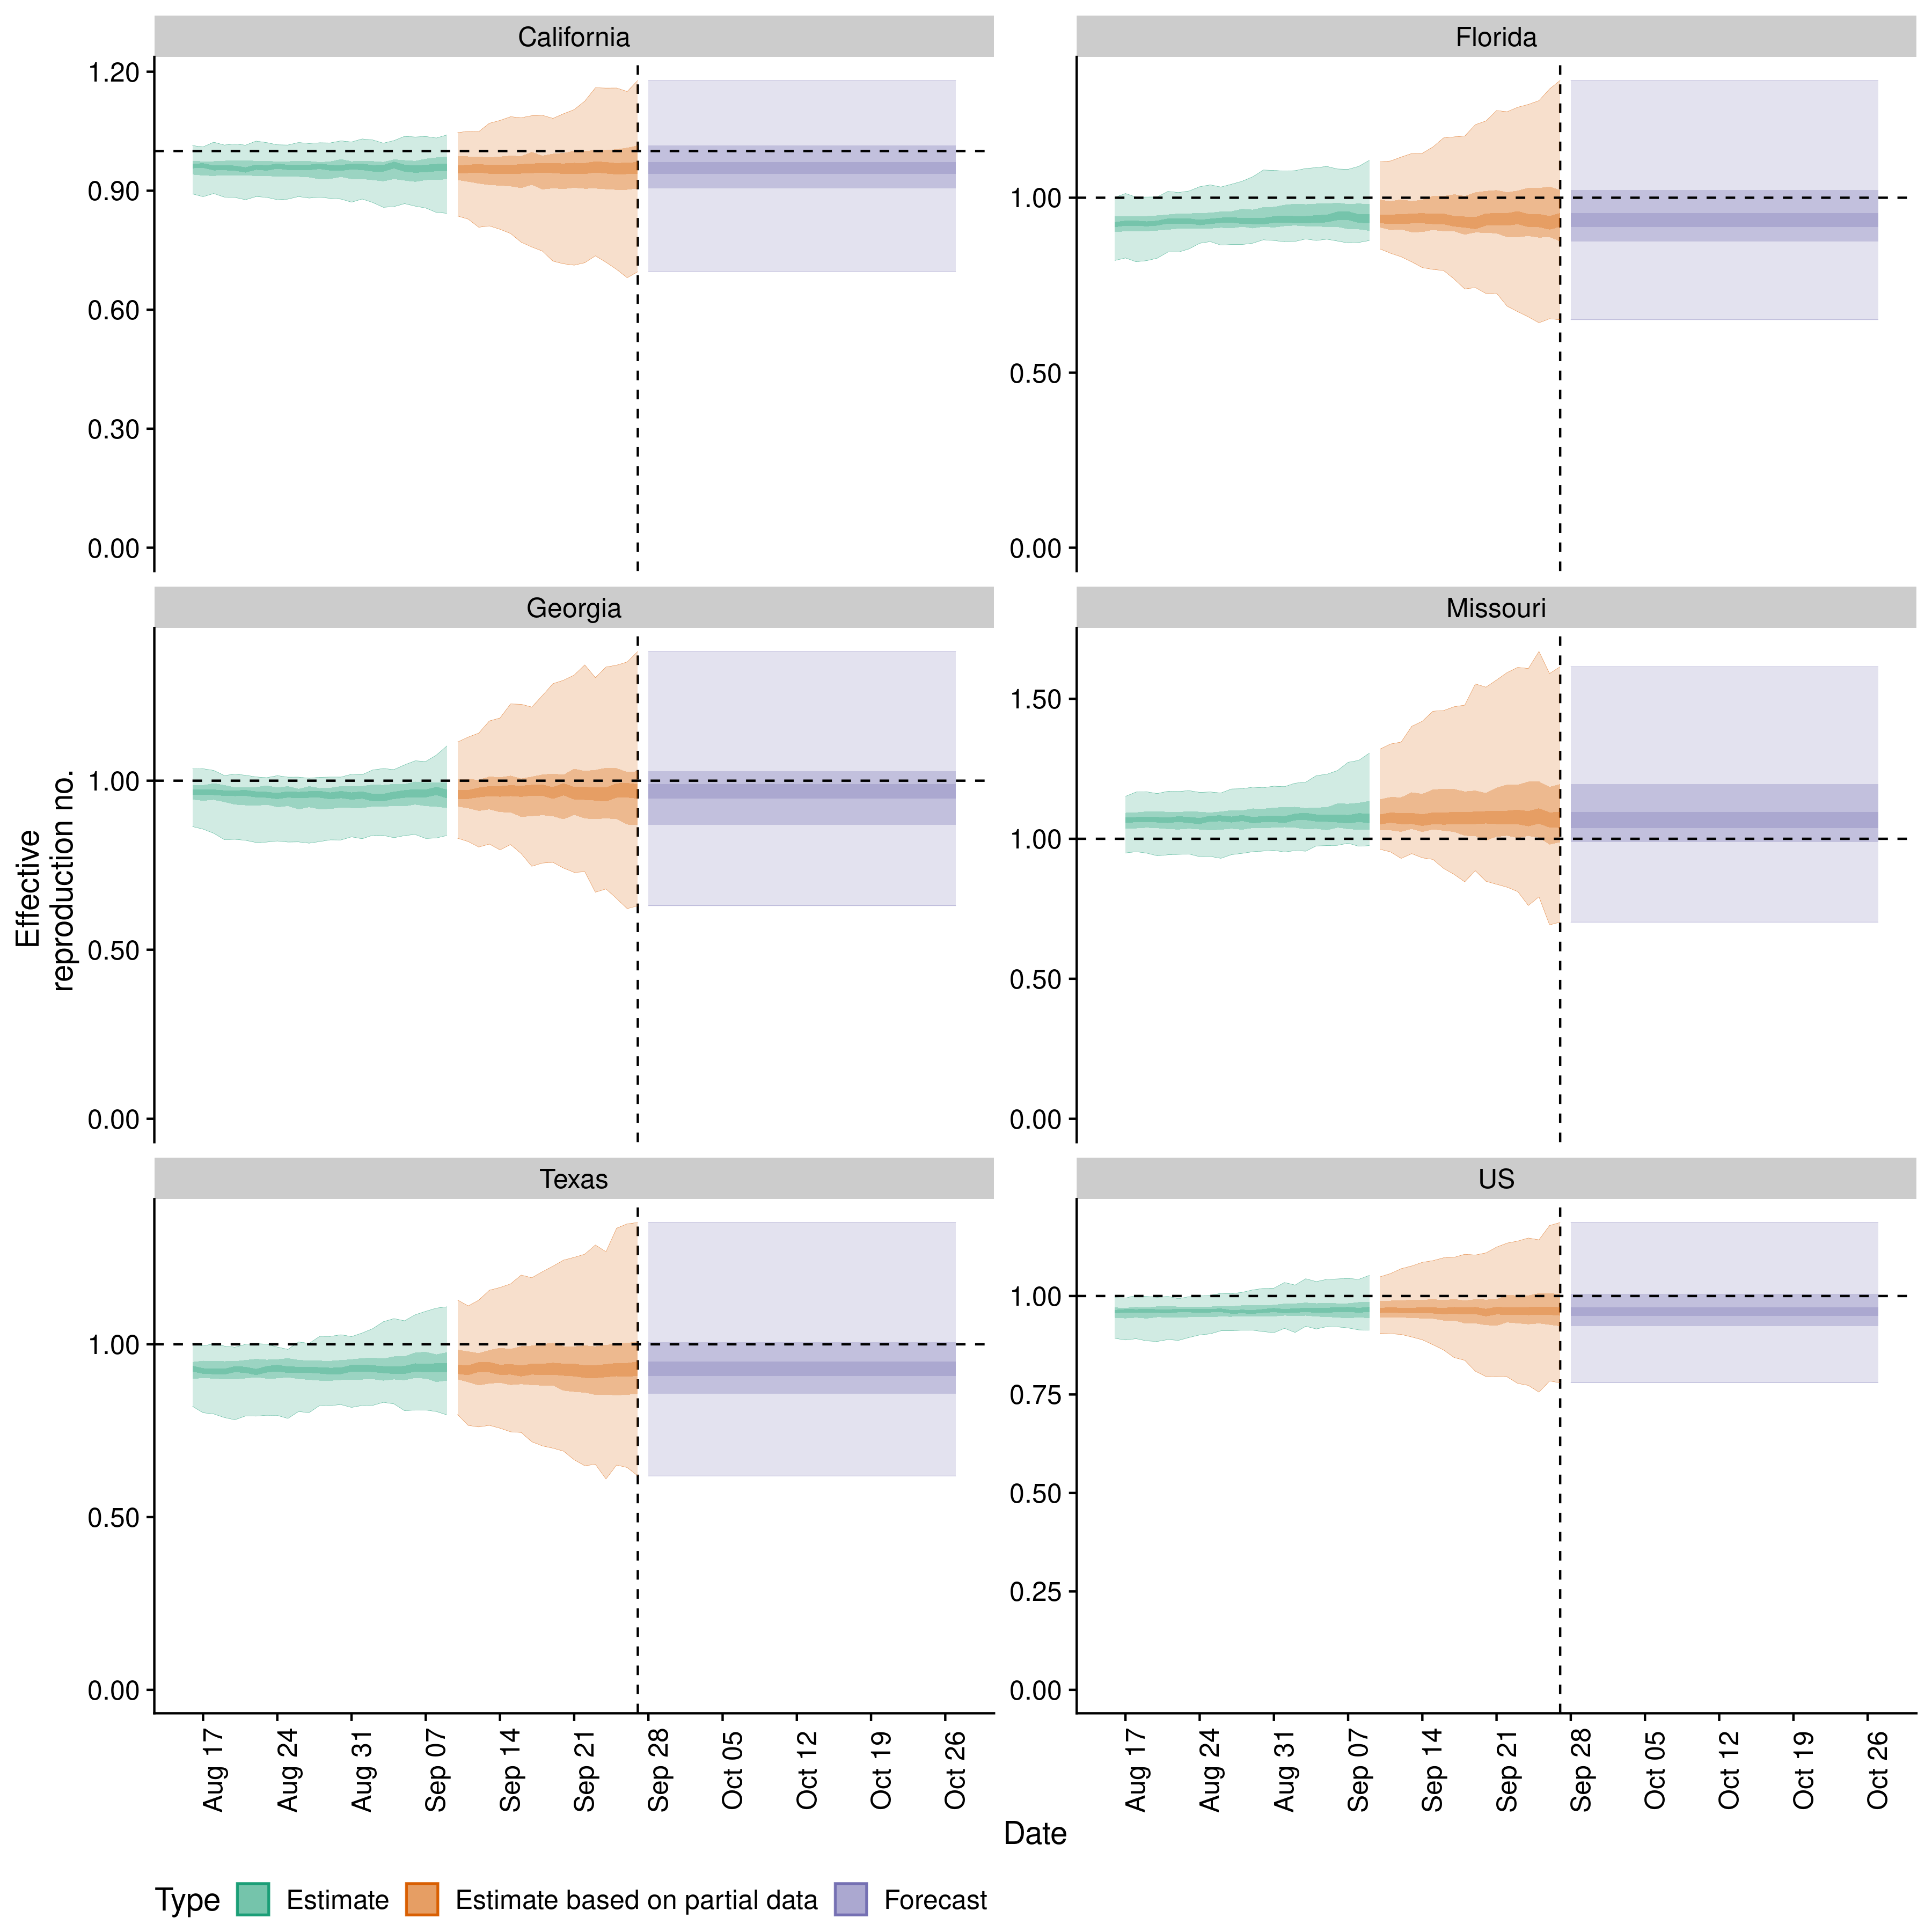 California
Florida
1.20
0.90
0.60
0.30
0.00
1.00
0.50
0.00
Georgia
Missouri
1.00
0.50
0.00
1.50
1.00
0.50
0.00
Texas
US
1.00
0.50
0.00
1.00
0.75
0.50
0.25
0.00
Effective
reproduction no.
Aug 17
Aug 24
Aug 31
Sep 07
Sep 14
Sep 21
Sep 28
Oct 05
Oct 12
Oct 19
Oct 26
Aug 17
Aug 24
Aug 31
Sep 07
Sep 14
Sep 21
Sep 28
Oct 05
Oct 12
Oct 19
Oct 26
Date
Type Estimate Estimate based on partial data Forecast